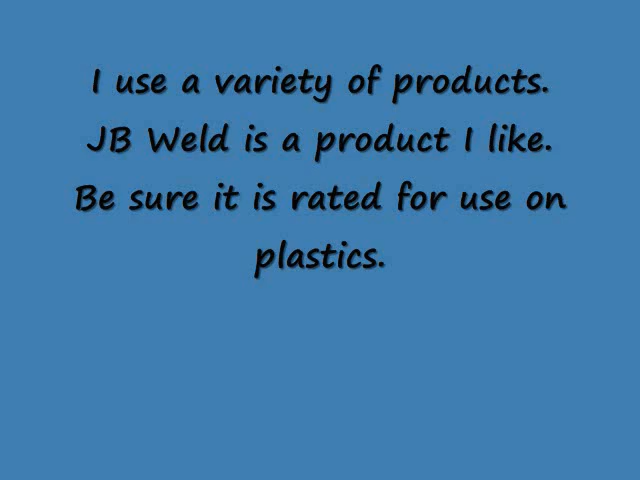 I use a variety of products.
JB Weld is a product I like.
Be sure it is rated for use on
plastics.